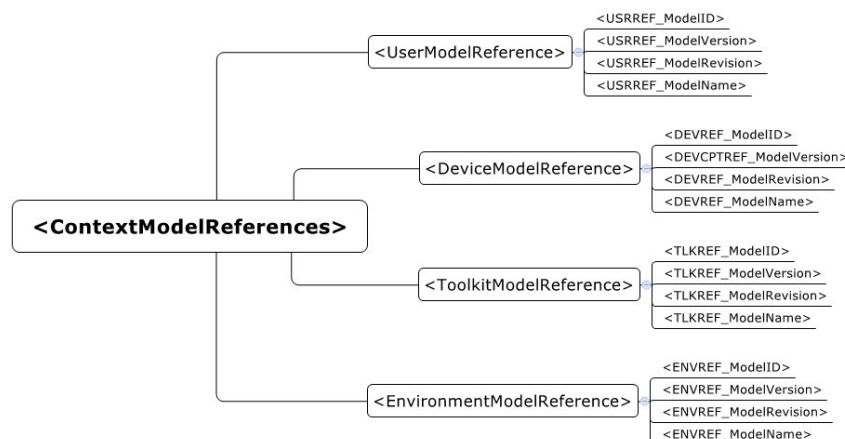 <ContextModelReferences>
<UserModelReference>
<USRREF_ModelID>
<USRREF_ModelVersion>
<USRREF_ModelRevision>
<USRREF_ModelName>
<DeviceModelReference>
<DEVREF_ModelID>
<DEVCPTREF_ModelVersion>
<DEVREF_ModelRevision>
<DEVREF_ModelName>
<ToolkitModelReference>
<TLKREF_ModelID>
<TLKREF_ModelVersion>
<TLKREF_ModelRevision>
<TLKREF_ModelName>
<EnvironmentModelReference>
<ENVREF_ModelID>
<ENVREF_ModelVersion>
<ENVREF_ModelRevision>
<ENVREF_ModelName>